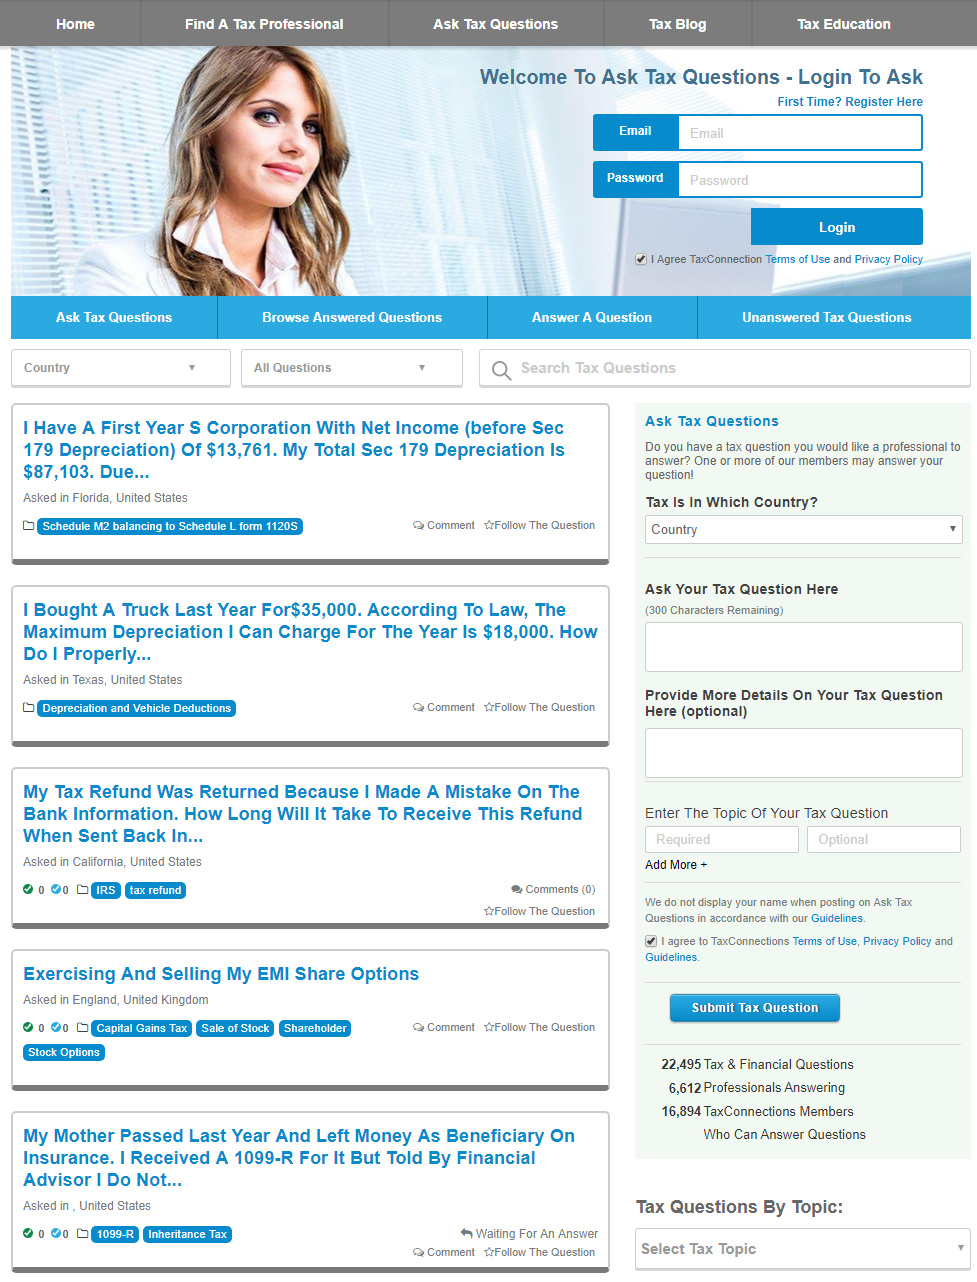 Home Find A Tax Professional Ask Tax Questions Tax Blog Tax Education
Welcome To Ask Tax Questions - Login To Ask
First Time? Register Here
Email Email
Password Password
Login
I Agree TaxConnection Terms of Use and Privacy Policy
Ask Tax Questions Browse Answered Questions Answer A Question Unanswered Tax Questions
Country ▼ All Questions ▼ Search Tax Questions
I Have A First Year S Corporation With Net Income (before Sec
179 Depreciation) Of $13,761. My Total Sec 179 Depreciation Is
$87,103. Due...
Asked in Florida, United States
Schedule M2 balancing to Schedule L form 1120S Comment Follow The Question
I Bought A Truck Last Year For$35,000. According To Law, The
Maximum Depreciation I Can Charge For The Year Is $18,000. How
Do I Properly...
Asked in Texas, United States
Depreciation and Vehicle Deductions Comment Follow The Question
My Tax Refund Was Returned Because I Made A Mistake On The
Bank Information. How Long Will It Take To Receive This Refund
When Sent Back In...
Asked in California, United States
0 0 IRS tax refund Comments (0)
Follow The Question
Exercising And Selling My EMI Share Options
Asked in England, United Kingdom
0 0 Capital Gains Tax Sale of Stock Shareholder Comment Follow The Question
Stock Options
My Mother Passed Last Year And Left Money As Beneficiary On
Insurance. I Received A 1099-R For It But Told By Financial
Advisor I Do Not...
Asked in , United States
0 0 1099-R Inheritance Tax Waiting For An Answer
Comment Follow The Question
Ask Tax Questions
Do you have a tax question you would like a professional to
answer? One or more of our members may answer your
question!
Tax Is In Which Country?
Country
Ask Your Tax Question Here
(300 Characters Remaining)
Provide More Details On Your Tax Question
Here (optional)
Enter The Topic Of Your Tax Question
Required Optional
Add More +
We do not display your name when posting on Ask Tax
Questions in accordance with our Guidelines.
I agree to TaxConnections Terms of Use, Privacy Policy and
Guidelines.
Submit Tax Question
22,495 Tax & Financial Questions
6,612 Professionals Answering
16,894 TaxConnections Members
Who Can Answer Questions
Tax Questions By Topic:
Select Tax Topic